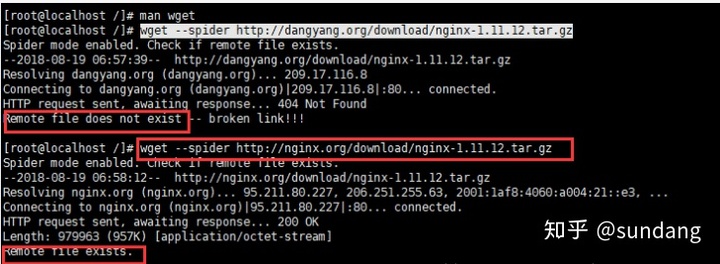 [root@localhost /]# man wget
[root@localhost /]# wget --spider http://dangyang.org/download/nginx-1.11.12.tar.gz
Spider mode enabled. Check if remote file exists.
--2018-08-19 06:57:39--  http://dangyang.org/download/nginx-1.11.12.tar.gz
Resolving dangyang.org (dangyang.org)... 209.17.116.8
Connecting to dangyang.org (dangyang.org)|209.17.116.8|:80... connected.
HTTP request sent, awaiting response... 404 Not Found
Remote file does not exist -- broken link!!!
[root@localhost /]# wget --spider http://nginx.org/download/nginx-1.11.12.tar.gz
Spider mode enabled. Check if remote file exists.
--2018-08-19 06:58:12--  http://nginx.org/download/nginx-1.11.12.tar.gz
Resolving nginx.org (nginx.org)... 95.211.80.227, 206.251.255.63, 2001:1af8:4060:a004:21::e3, ...
Connecting to nginx.org (nginx.org)|95.211.80.227|:80... connected.
HTTP request sent, awaiting response... 200 OK
Length: 979963 (957K) [application/octet-stream]
Remote file exists.
知乎 @sundang